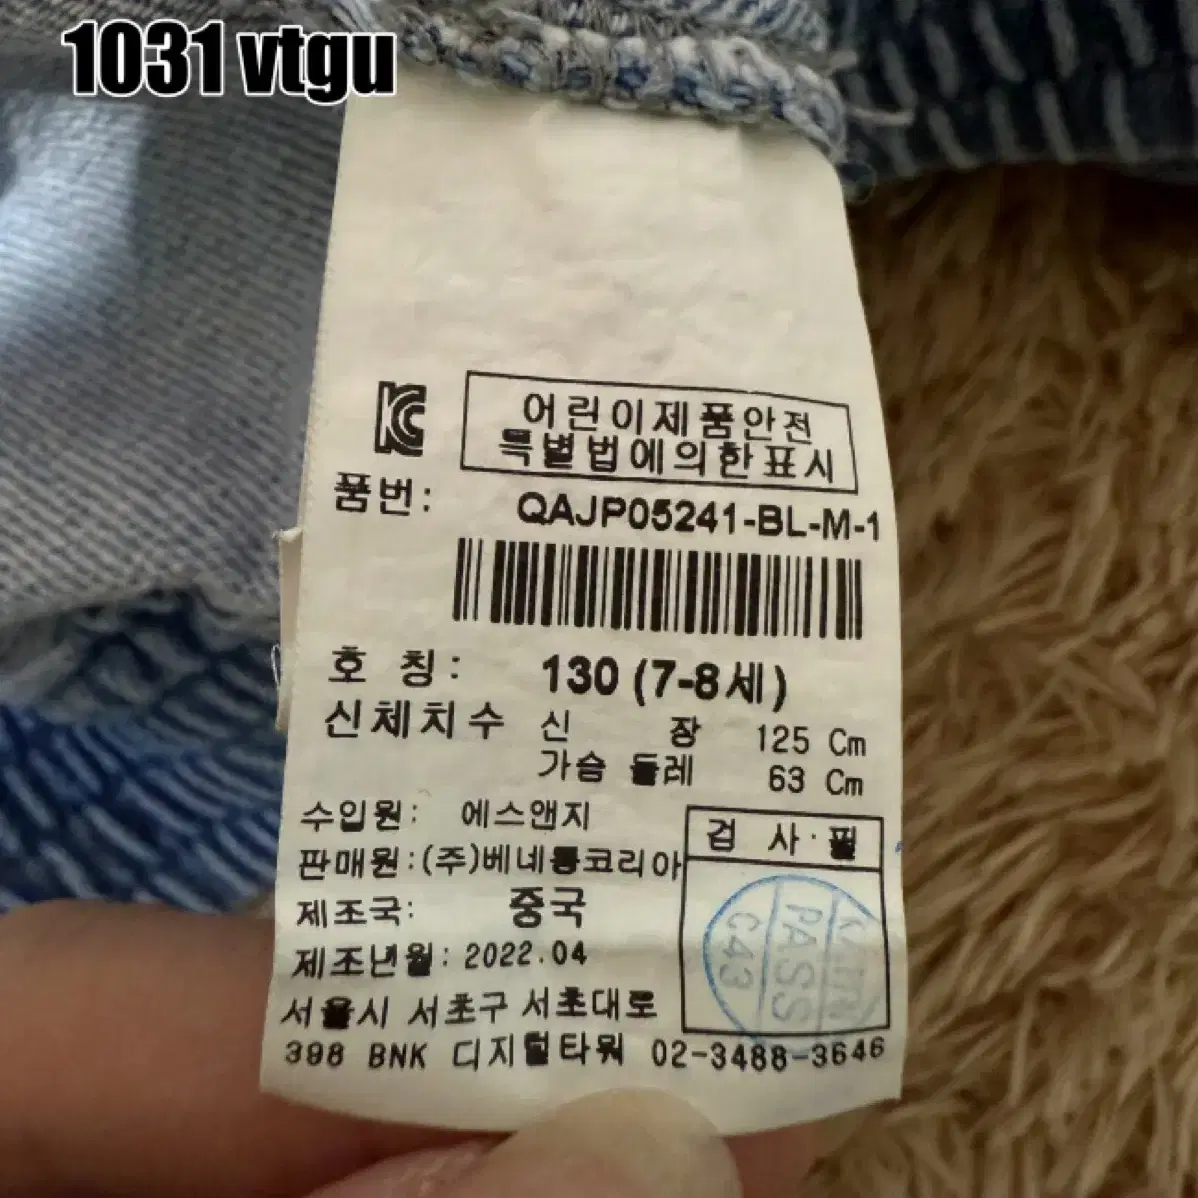 1031 vtgu
KC
어린이제품안전
특별법에의한표시
품번: QAJP05241-BL-M-1
호 칭: 130 (7-8세)
신체치수 신 장 125 Cm
가슴 둘레 63 Cm
수입원: 에스앤지
판매원:(주)베네통코리아
검 사·필
제조국: 중국
제조년월: 2022.04
PASS
C43
서울시 서초구 서초대로
398 BNK 디지털타워 02-3488-3646